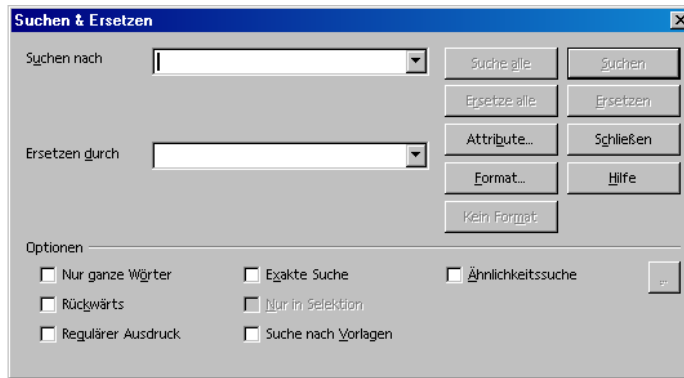 Suchen & Ersetzen
Suchen nach
Suche alle
Suchen
Ersetze alle
Ersetzen
Ersetzen durch
Attribute...
Schließen
Format...
Hilfe
Kein Format
Optionen
Nur ganze Wörter
Exakte Suche
Ähnlichkeitssuche
...
Rückwärts
Nur in Selektion
Regulärer Ausdruck
Suche nach Vorlagen